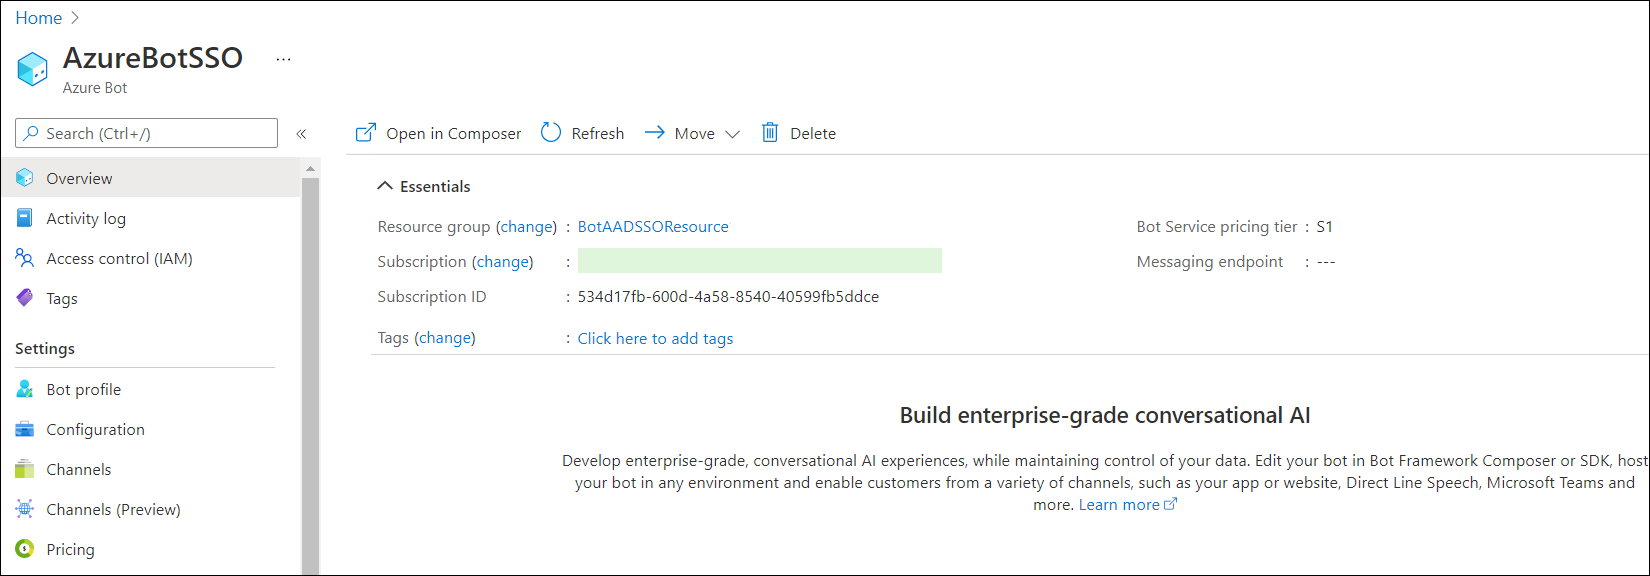 Home >
AzureBotSSO ...
Azure Bot
Search (Ctrl+/) «
Overview
Activity log
Access control (IAM)
Tags
Settings
Bot profile
Configuration
Channels
Channels (Preview)
Pricing
Open in Composer Refresh Move Delete
Essentials
Resource group (change) : BotAADSSOResource
Subscription (change) :
Subscription ID : 534d17fb-600d-4a58-8540-40599fb5ddce
Tags (change) : Click here to add tags
Bot Service pricing tier : S1
Messaging endpoint : ---
Build enterprise-grade conversational AI
Develop enterprise-grade, conversational AI experiences, while maintaining control of your data. Edit your bot in Bot Framework Composer or SDK, host
your bot in any environment and enable customers from a variety of channels, such as your app or website, Direct Line Speech, Microsoft Teams and
more. Learn more